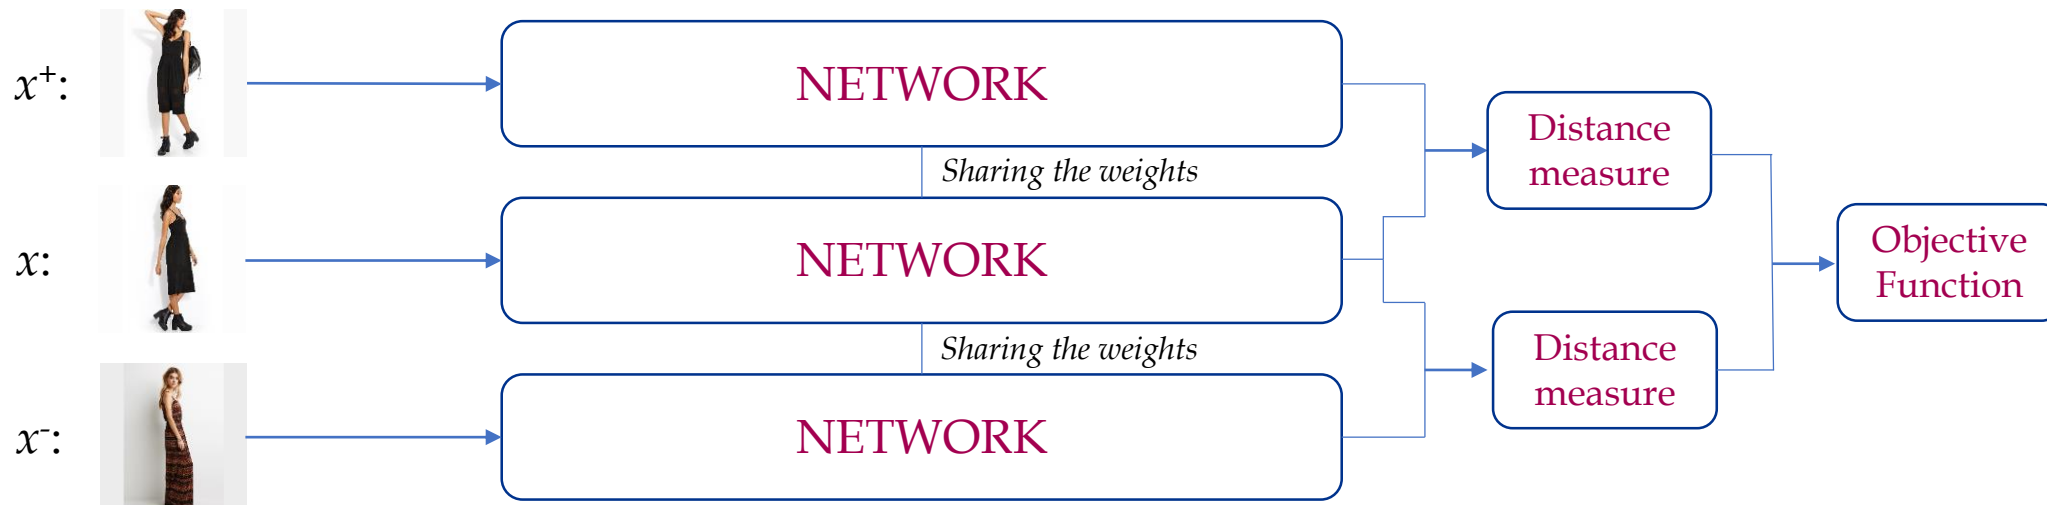 x⁺:
NETWORK
Distance
measure
Sharing the weights
x:
NETWORK
Objective
Function
Sharing the weights
Distance
measure
x⁻:
NETWORK